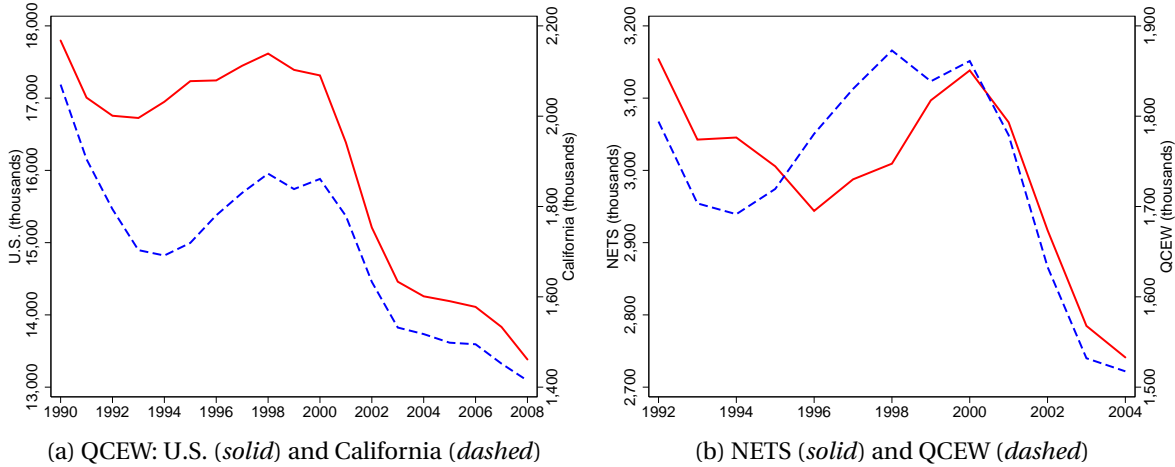 18,000
17,000
16,000
15,000
14,000
13,000
U.S. (thousands)
2,200
2,000
1,800
1,600
1,400
California (thousands)
1990 1992 1994 1996 1998 2000 2002 2004 2006 2008
(a) QCEW: U.S. (solid) and California (dashed)
3,200
3,100
3,000
2,900
2,800
2,700
NETS (thousands)
1,900
1,800
1,700
1,600
1,500
QCEW (thousands)
1992 1994 1996 1998 2000 2002 2004
(b) NETS (solid) and QCEW (dashed)